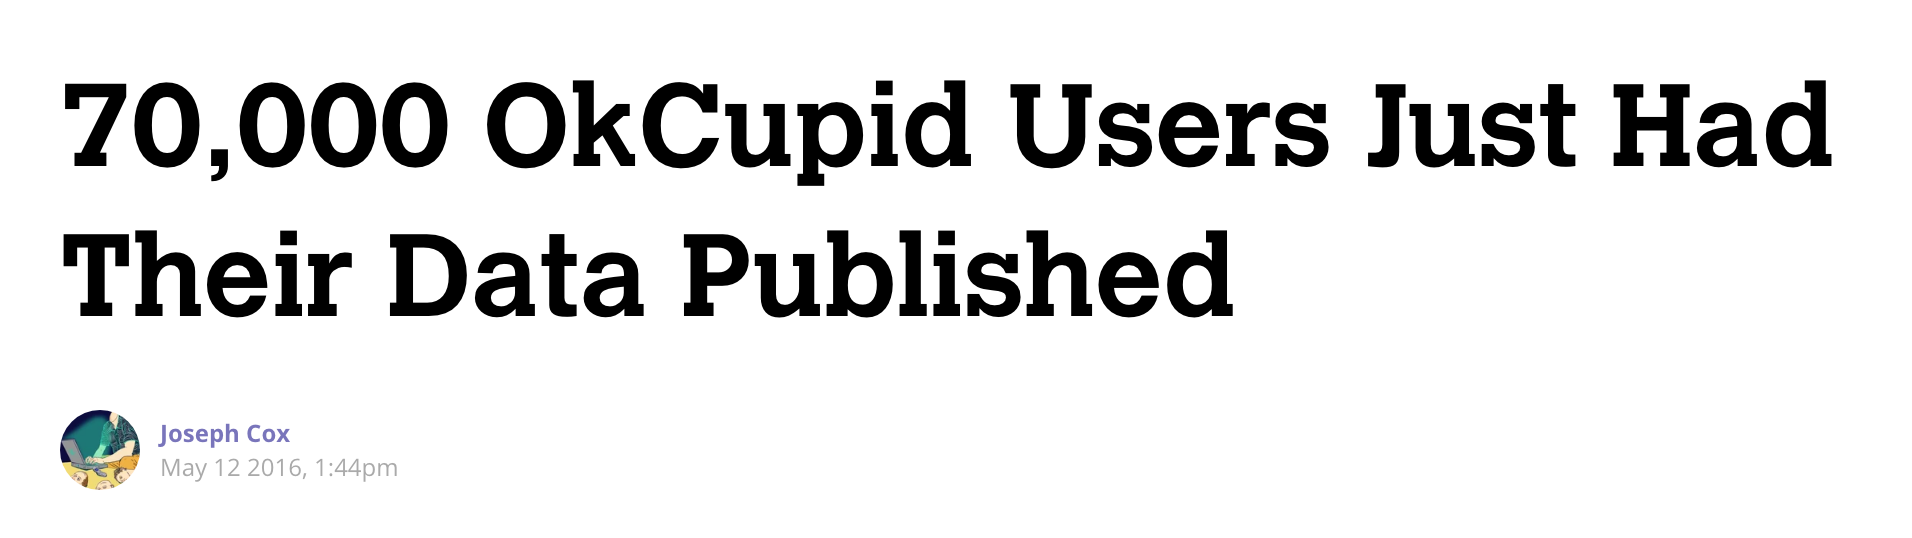 70,000 OkCupid Users Just Had
Their Data Published
Joseph Cox
May 12 2016, 1:44pm